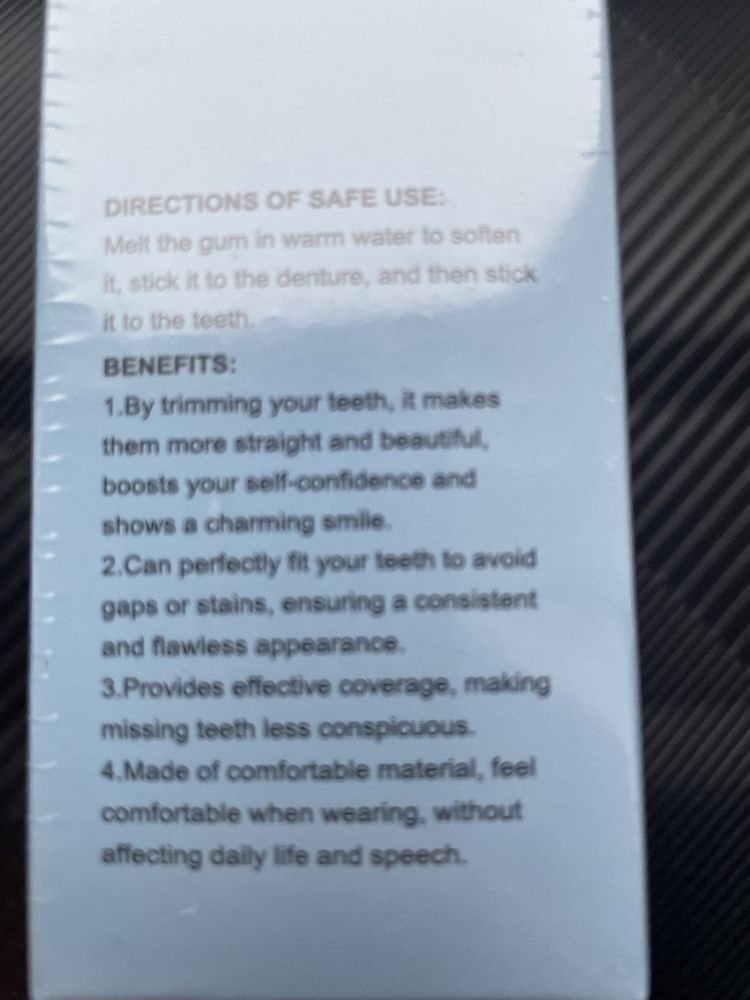 DIRECTIONS OF SAFE USE:
Melt the gum in warm water to soften
it, stick it to the denture, and then stick
it to the teeth.
BENEFITS:
1.By trimming your teeth, it makes
them more straight and beautiful,
boosts your self-confidence and
shows a charming smile.
2.Can perfectly fit your teeth to avoid
gaps or stains, ensuring a consistent
and flawless appearance.
3.Provides effective coverage, making
missing teeth less conspicuous.
4.Made of comfortable material, feel
comfortable when wearing, without
affecting daily life and speech.